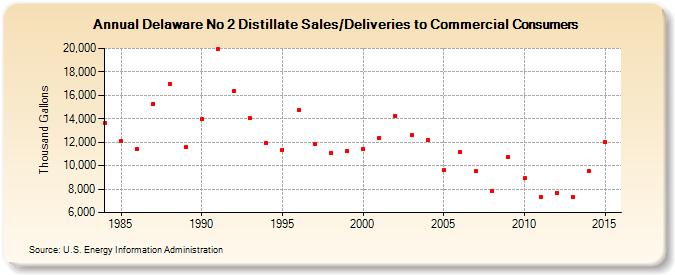 Annual Delaware No 2 Distillate Sales/Deliveries to Commercial Consumers
Thousand Gallons
20,000
18,000
16,000
14,000
12,000
10,000
8,000
6,000
1985 1990 1995 2000 2005 2010 2015
Source: U.S. Energy Information Administration